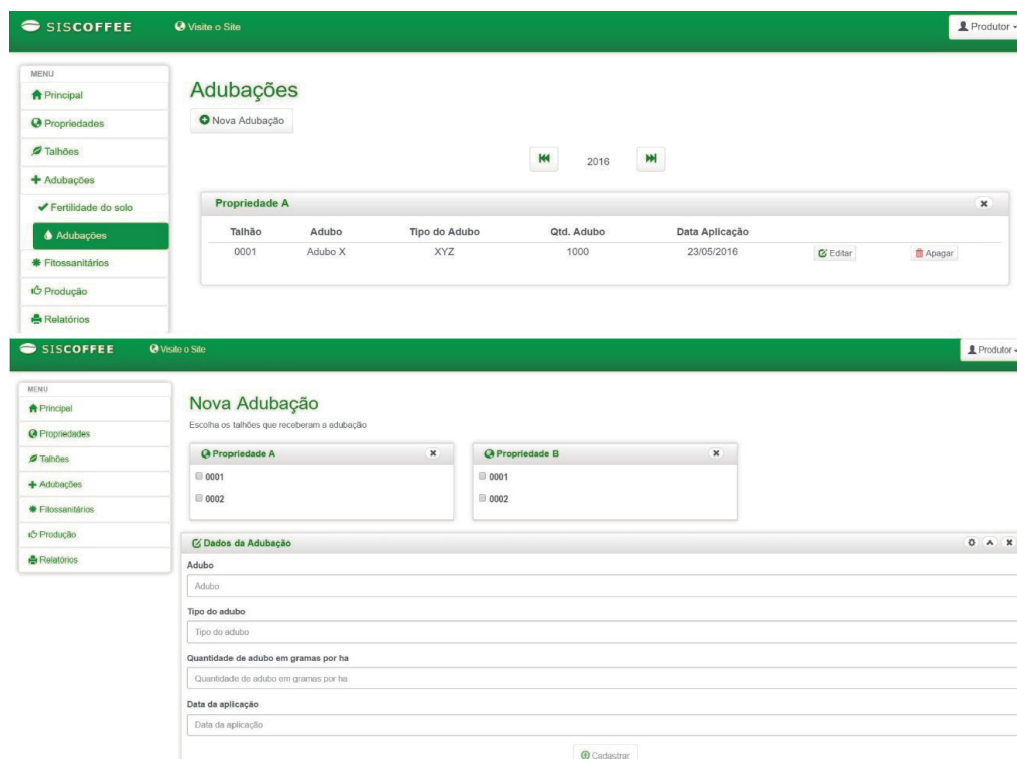 SISCOFFEE Visite o Site Produtor
MENU
Principal
Propriedades
Talhões
Adubações
Fertilidade do solo
Adubações
Fitossanitários
Produção
Relatórios
Adubações
Nova Adubação
2016
Propriedade A
Talhão Adubo Tipo do Adubo Qtd. Adubo Data Aplicação
0001 Adubo X XYZ 1000 23/05/2016 Editar Apagar
SISCOFFEE Visite o Site Produtor
MENU
Principal
Propriedades
Talhões
Adubações
Fitossanitários
Produção
Relatórios
Nova Adubação
Escolha os talhões que receberam a adubação
Propriedade A
0001
0002
Propriedade B
0001
0002
Dados da Adubação
Adubo
Adubo
Tipo do adubo
Tipo do adubo
Quantidade de adubo em gramas por ha
Quantidade de adubo em gramas por ha
Data da aplicação
Data da aplicação
Cadastrar